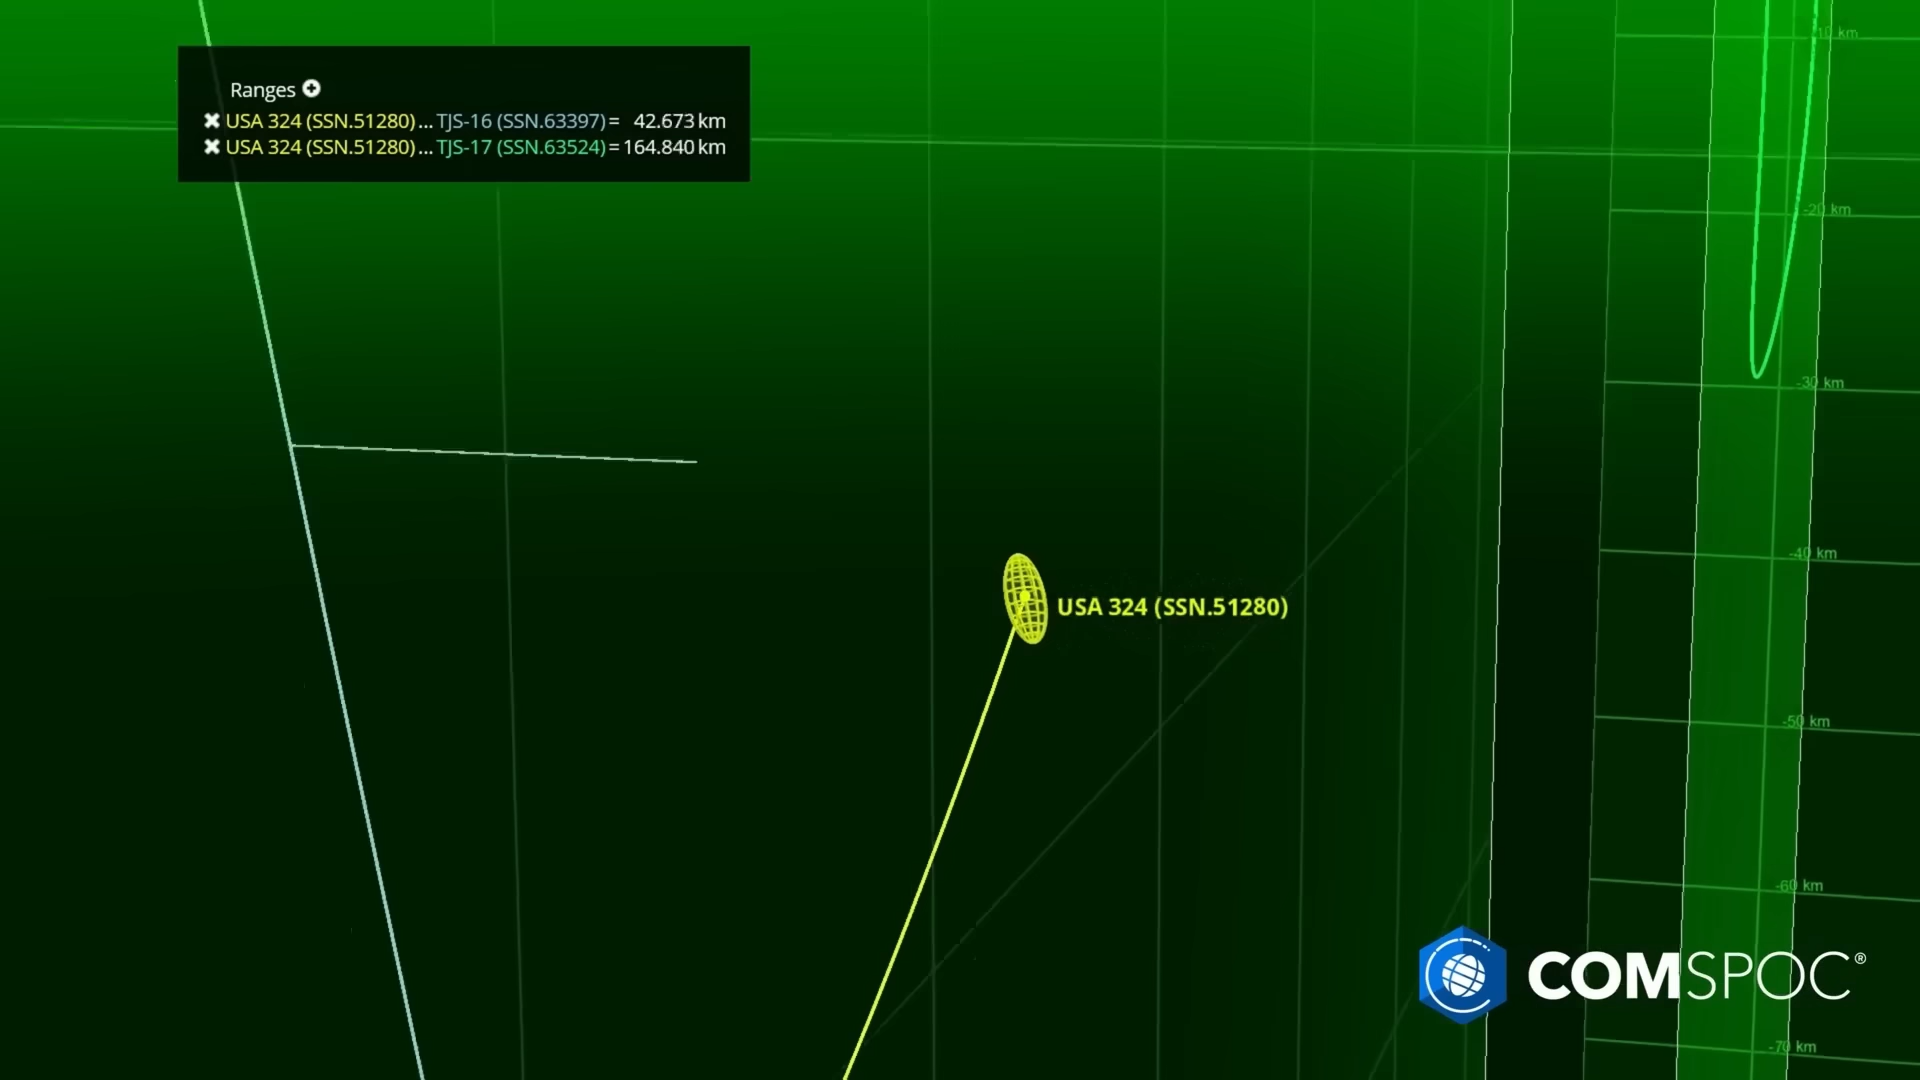 Ranges
USA 324 (SSN.51280)...TJS-16 (SSN.63397)= 42.673 km
USA 324 (SSN.51280)...TJS-17 (SSN.63524)=164.840 km
-10 km
-20 km
-30 km
-40 km
USA 324 (SSN.51280)
-50 km
-60 km
COMSPOC®
-70 km